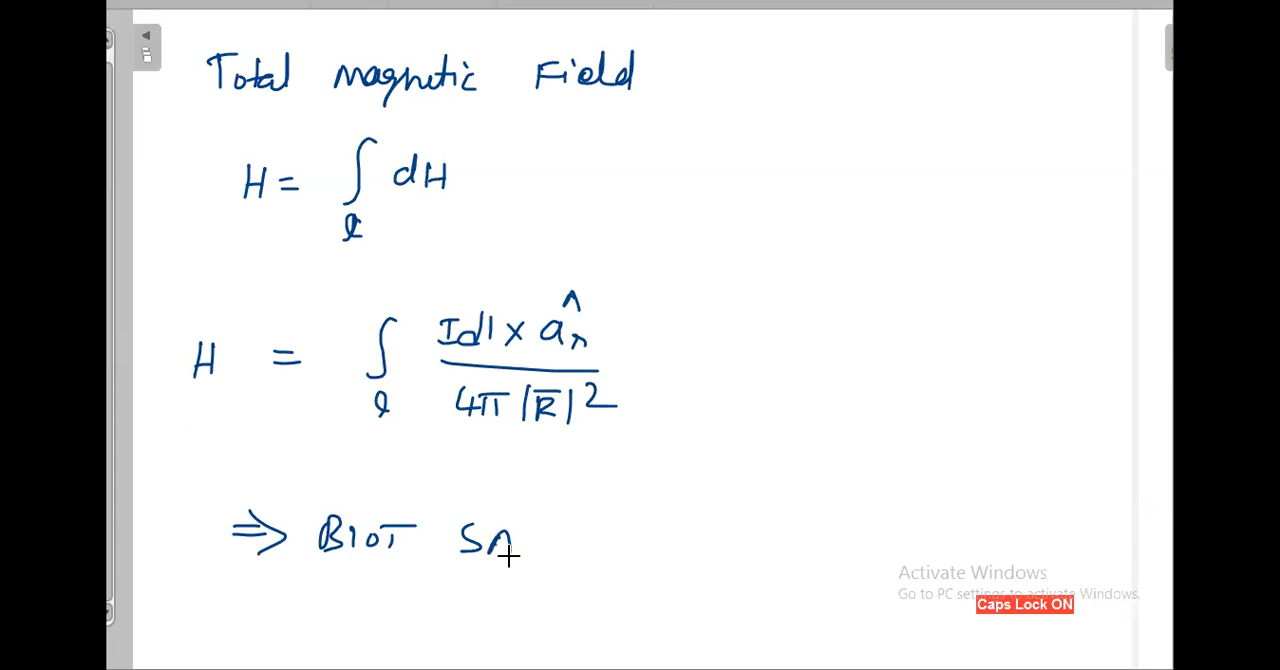 Total magnetic Field
H = ∫ₗ dH
H = ∫ₗ Idl × âᵣ / 4π |R̅|²
⇒ BIOT SA
Activate Windows
Go to PC settings to activate Windows.
Caps Lock ON